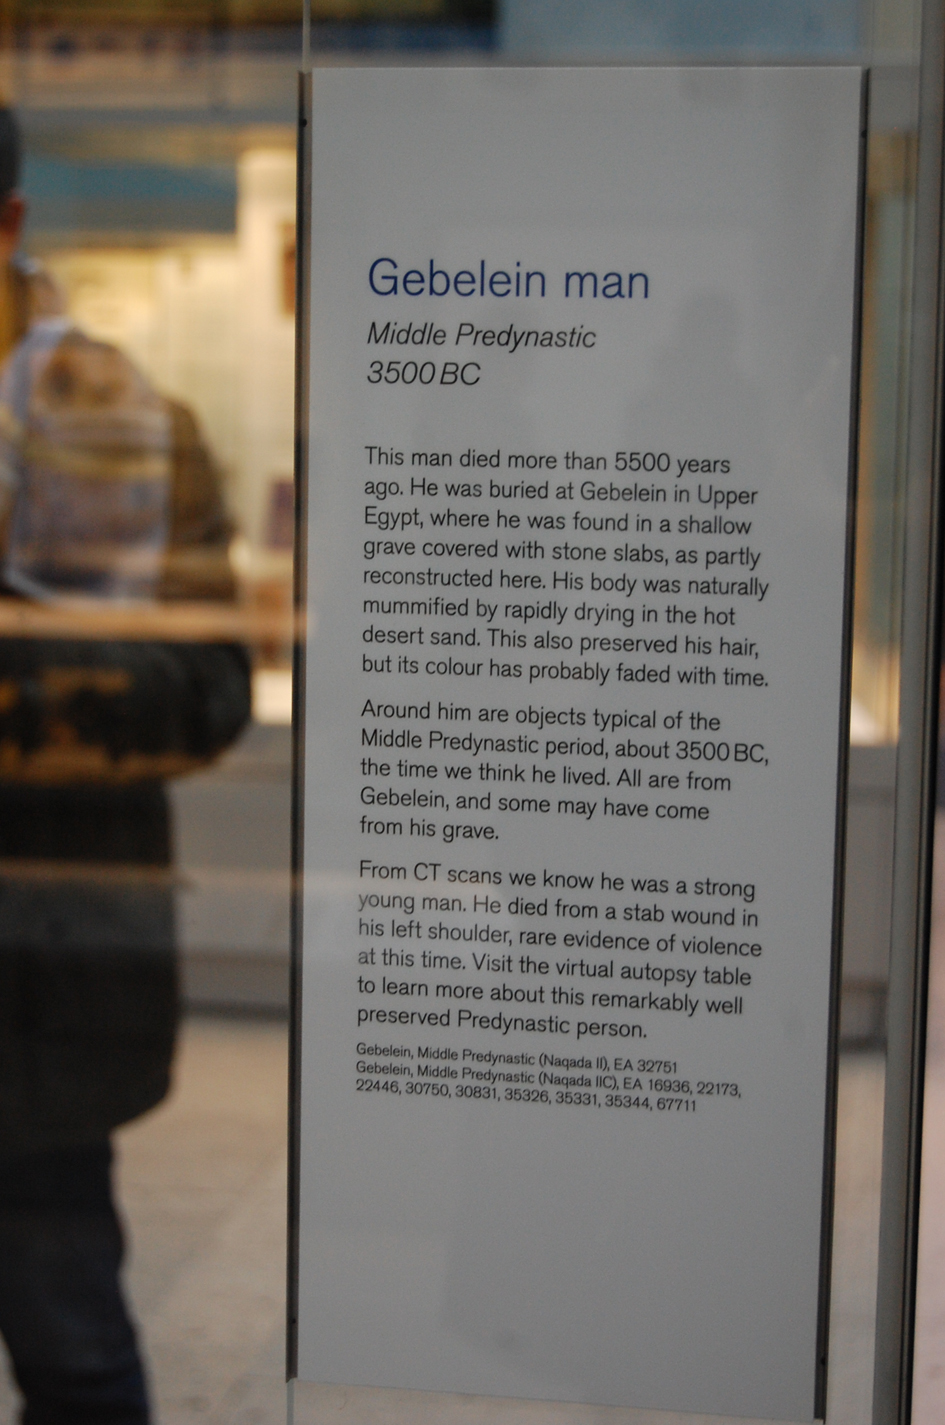 Gebelein man
Middle Predynastic
3500 BC
This man died more than 5500 years
ago. He was buried at Gebelein in Upper
Egypt, where he was found in a shallow
grave covered with stone slabs, as partly
reconstructed here. His body was naturally
mummified by rapidly drying in the hot
desert sand. This also preserved his hair,
but its colour has probably faded with time.
Around him are objects typical of the
Middle Predynastic period, about 3500 BC,
the time we think he lived. All are from
Gebelein, and some may have come
from his grave.
From CT scans we know he was a strong
young man. He died from a stab wound in
his left shoulder, rare evidence of violence
at this time. Visit the virtual autopsy table
to learn more about this remarkably well
preserved Predynastic person.
Gebelein, Middle Predynastic (Naqada II), EA 32751
Gebelein, Middle Predynastic (Naqada IIC), EA 16936, 22173,
22446, 30750, 30831, 35326, 35331, 35344, 67711